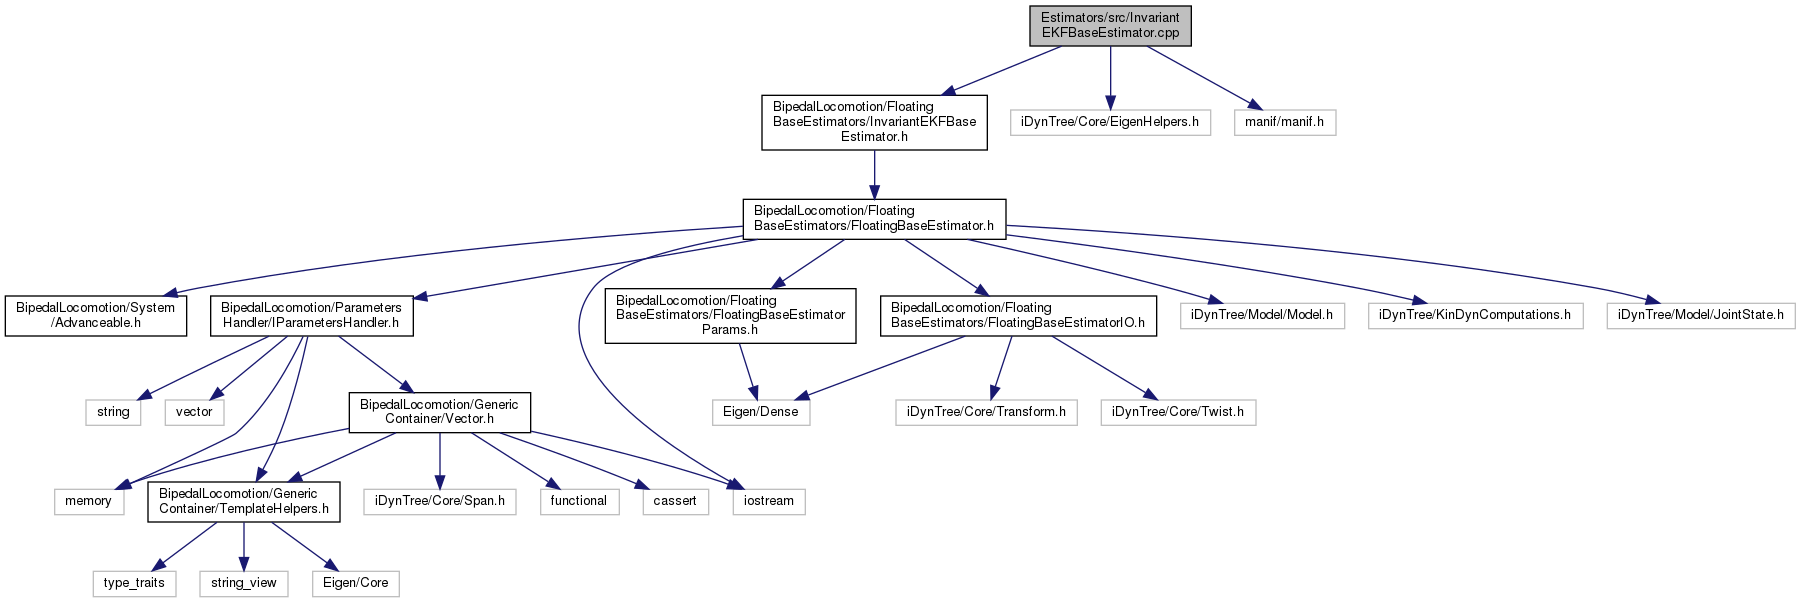 Estimators/src/Invariant
EKFBaseEstimator.cpp
BipedalLocomotion/Floating
BaseEstimators/InvariantEKFBase
Estimator.h
iDynTree/Core/EigenHelpers.h
manif/manif.h
BipedalLocomotion/Floating
BaseEstimators/FloatingBaseEstimator.h
BipedalLocomotion/System
/Advanceable.h
BipedalLocomotion/Parameters
Handler/IParametersHandler.h
BipedalLocomotion/Floating
BaseEstimators/FloatingBaseEstimator
Params.h
BipedalLocomotion/Floating
BaseEstimators/FloatingBaseEstimatorIO.h
iDynTree/Model/Model.h
iDynTree/KinDynComputations.h
iDynTree/Model/JointState.h
string
vector
BipedalLocomotion/Generic
Container/Vector.h
Eigen/Dense
iDynTree/Core/Transform.h
iDynTree/Core/Twist.h
memory
BipedalLocomotion/Generic
Container/TemplateHelpers.h
iDynTree/Core/Span.h
functional
cassert
iostream
type_traits
string_view
Eigen/Core